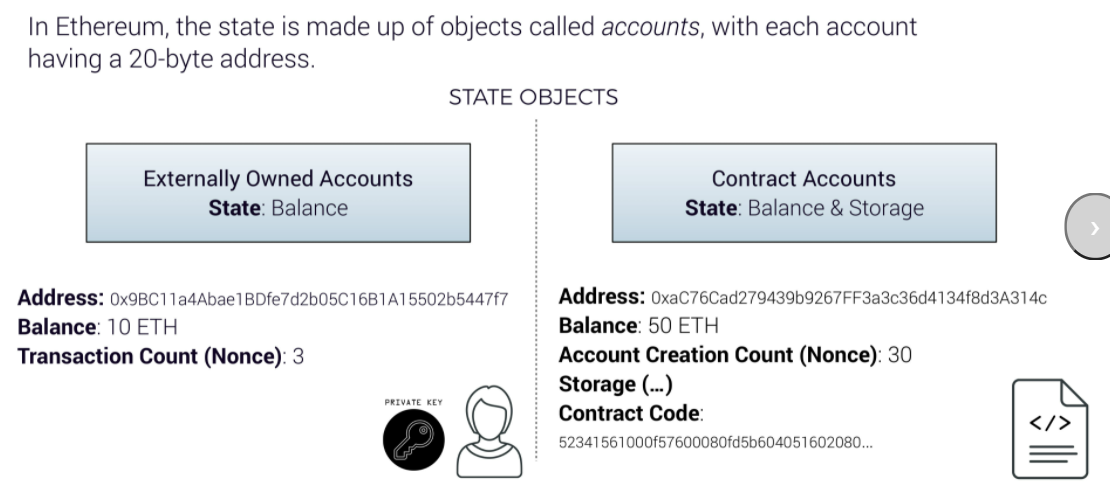 In Ethereum, the state is made up of objects called accounts, with each account
having a 20-byte address.
STATE OBJECTS
Externally Owned Accounts
State: Balance
Address: 0x9BC11a4Abae1BDfe7d2b05C16B1A15502b5447f7
Balance: 10 ETH
Transaction Count (Nonce): 3
PRIVATE KEY
Contract Accounts
State: Balance & Storage
Address: 0xaC76Cad279439b9267FF3a3c36d4134f8d3A314c
Balance: 50 ETH
Account Creation Count (Nonce): 30
Storage (...)
Contract Code:
52341561000f57600080fd5b604051602080...
</>